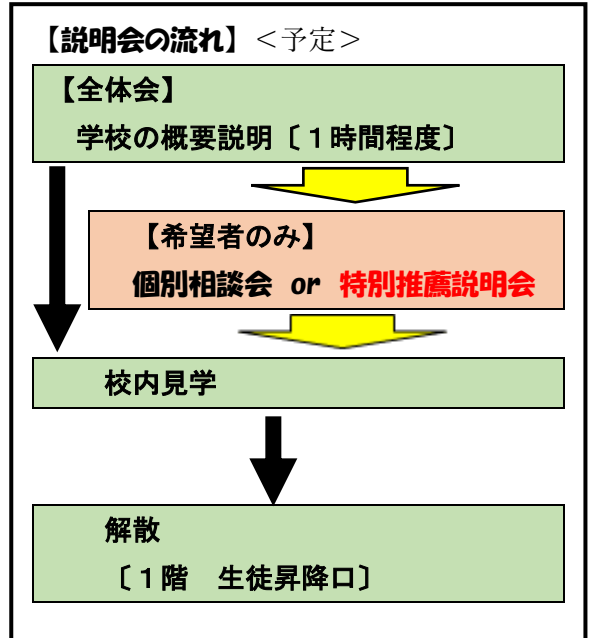 【説明会の流れ】＜予定＞
【全体会】
学校の概要説明〔１時間程度〕
【希望者のみ】
個別相談会 or 特別推薦説明会
校内見学
解散
〔１階　生徒昇降口〕